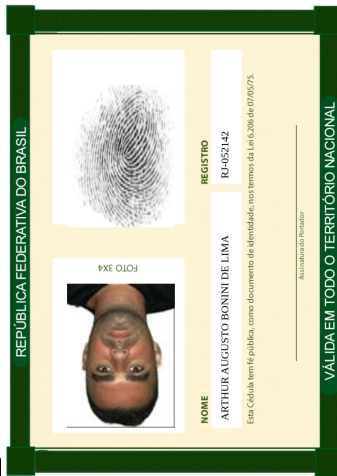 REPÚBLICA FEDERATIVA DO BRASIL
FOTO 3X4
NOME
REGISTRO
ARTHUR AUGUSTO BONINI DE LIMA
RJ-052142
Esta Cédula tem fé pública, como documento de identidade, nos termos da Lei 6.206 de 07/05/75.
Assinatura do Portador
VÁLIDA EM TODO O TERRITÓRIO NACIONAL